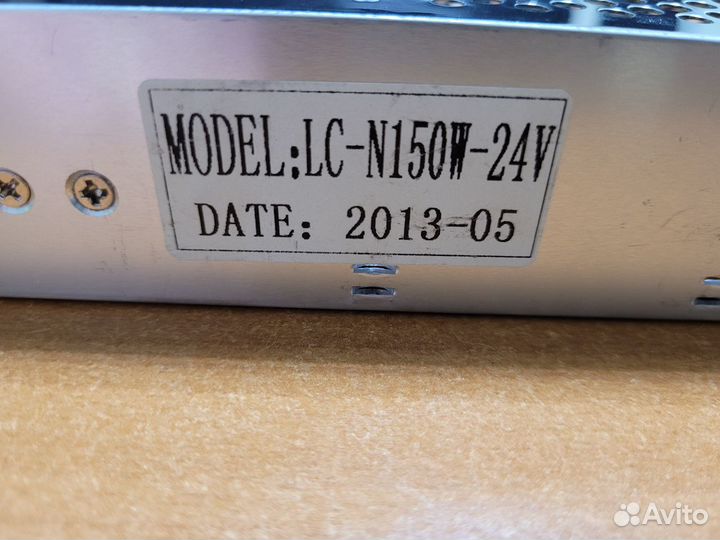 MODEL:LC-N150W-24V
DATE: 2013-05
Avito